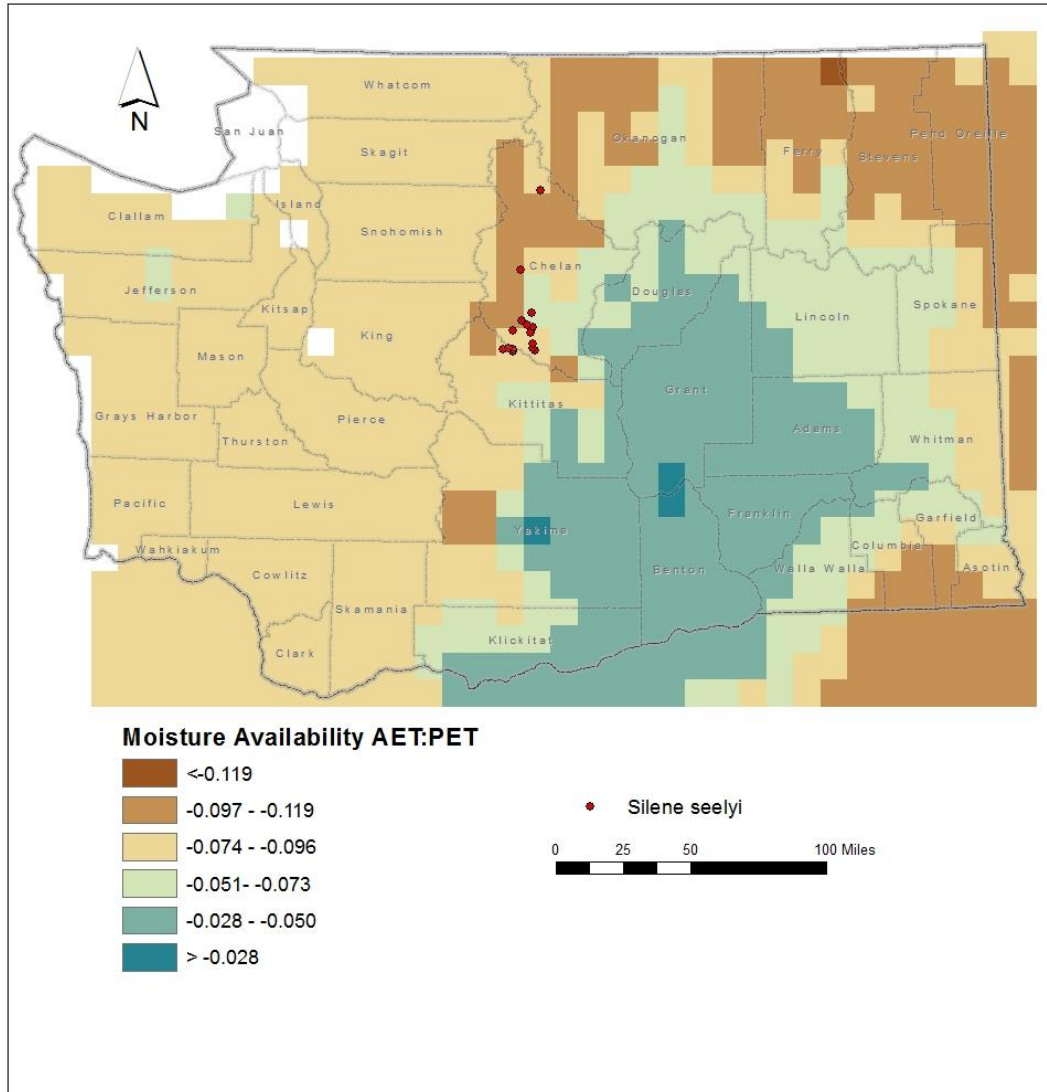 N
Whatcom
San Juan
Skagit
Okanogan
Ferry
Stevens
Pend Oreille
Clallam
Island
Snohomish
Chelan
Jefferson
Kitsap
King
Douglas
Lincoln
Spokane
Mason
Grays Harbor
Kittitas
Grant
Pierce
Adams
Whitman
Thurston
Pacific
Lewis
Yakima
Franklin
Garfield
Wahkiakum
Columbia
Cowlitz
Benton
Walla Walla
Asotin
Skamania
Klickitat
Clark
Moisture Availability AET:PET
<-0.119
-0.097 - -0.119
-0.074 - -0.096
-0.051- -0.073
-0.028 - -0.050
> -0.028
Silene seelyi
0 25 50 100 Miles